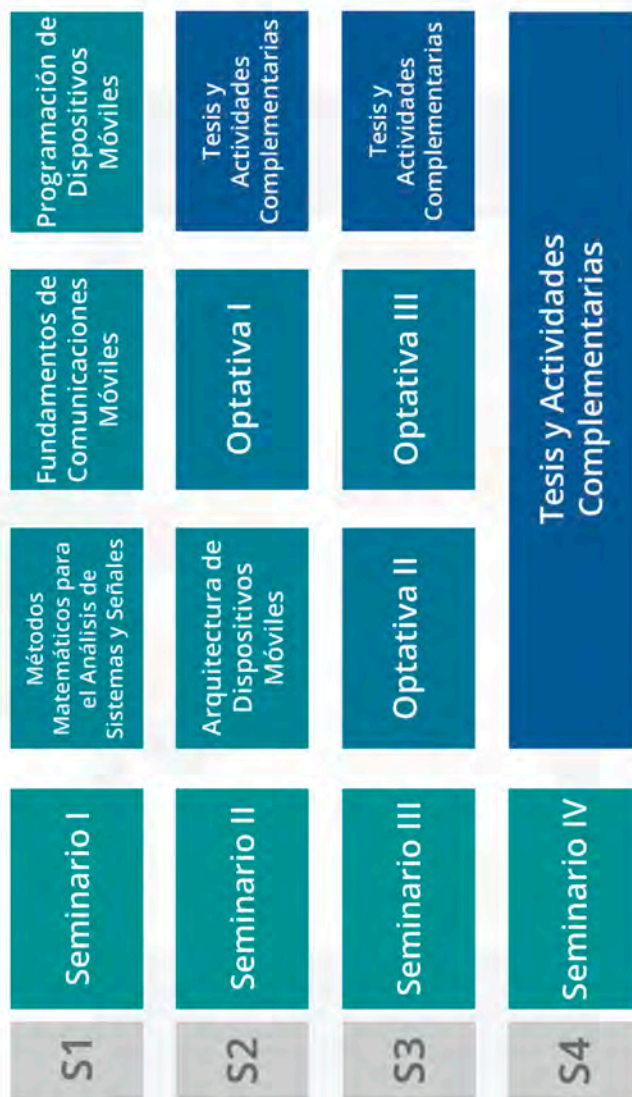 S1
Seminario I
Métodos
Matemáticos para
el Análisis de
Sistemas y Señales
Fundamentos de
Comunicaciones
Móviles
Programación de
Dispositivos
Móviles
S2
Seminario II
Arquitectura de
Dispositivos
Móviles
Optativa I
Tesis y
Actividades
Complementarias
S3
Seminario III
Optativa II
Optativa III
Tesis y
Actividades
Complementarias
S4
Seminario IV
Tesis y Actividades
Complementarias